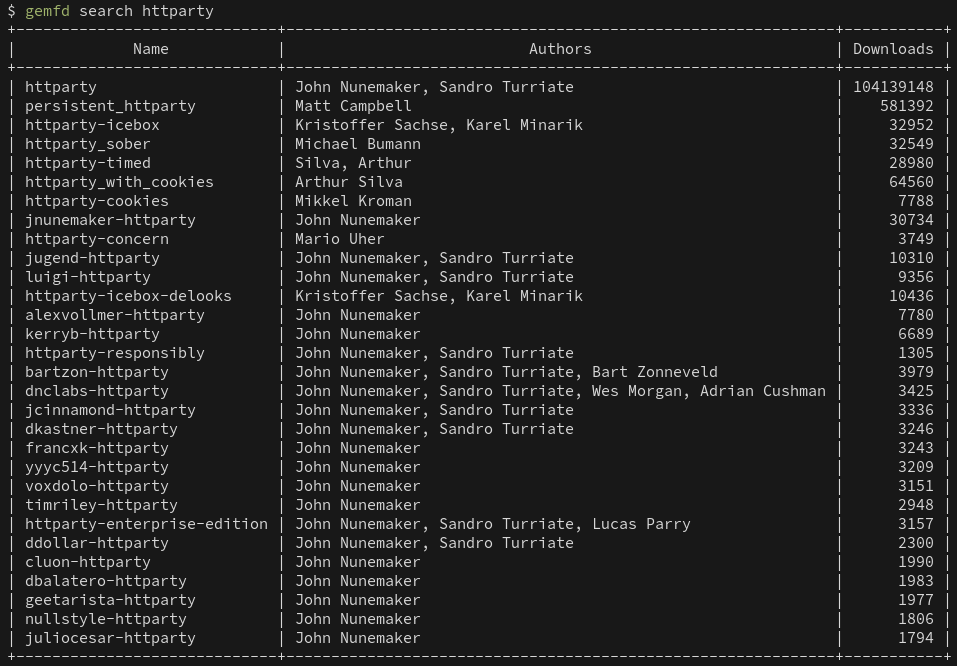 $ gemfd search httparty
+-----------------------------+-------------------------------------------------------------+-----------+
|            Name             |                           Authors                           | Downloads |
+-----------------------------+-------------------------------------------------------------+-----------+
| httparty                    | John Nunemaker, Sandro Turriate                             | 104139148 |
| persistent_httparty         | Matt Campbell                                               |    581392 |
| httparty-icebox             | Kristoffer Sachse, Karel Minarik                            |     32952 |
| httparty_sober              | Michael Bumann                                              |     32549 |
| httparty-timed              | Silva, Arthur                                               |     28980 |
| httparty_with_cookies       | Arthur Silva                                                |     64560 |
| httparty-cookies            | Mikkel Kroman                                               |      7788 |
| jnunemaker-httparty         | John Nunemaker                                              |     30734 |
| httparty-concern            | Mario Uher                                                  |      3749 |
| jugend-httparty             | John Nunemaker, Sandro Turriate                             |     10310 |
| luigi-httparty              | John Nunemaker, Sandro Turriate                             |      9356 |
| httparty-icebox-delooks     | Kristoffer Sachse, Karel Minarik                            |     10436 |
| alexvollmer-httparty        | John Nunemaker                                              |      7780 |
| kerryb-httparty             | John Nunemaker                                              |      6689 |
| httparty-responsibly        | John Nunemaker, Sandro Turriate                             |      1305 |
| bartzon-httparty            | John Nunemaker, Sandro Turriate, Bart Zonneveld             |      3979 |
| dnclabs-httparty            | John Nunemaker, Sandro Turriate, Wes Morgan, Adrian Cushman |      3425 |
| jcinnamond-httparty         | John Nunemaker, Sandro Turriate                             |      3336 |
| dkastner-httparty           | John Nunemaker, Sandro Turriate                             |      3246 |
| francxk-httparty            | John Nunemaker                                              |      3243 |
| yyyc514-httparty            | John Nunemaker                                              |      3209 |
| voxdolo-httparty            | John Nunemaker                                              |      3151 |
| timriley-httparty           | John Nunemaker                                              |      2948 |
| httparty-enterprise-edition | John Nunemaker, Sandro Turriate, Lucas Parry                |      3157 |
| ddollar-httparty            | John Nunemaker, Sandro Turriate                             |      2300 |
| cluon-httparty              | John Nunemaker                                              |      1990 |
| dbalatero-httparty          | John Nunemaker                                              |      1983 |
| geetarista-httparty         | John Nunemaker                                              |      1977 |
| nullstyle-httparty          | John Nunemaker                                              |      1806 |
| juliocesar-httparty         | John Nunemaker                                              |      1794 |
+-----------------------------+-------------------------------------------------------------+-----------+